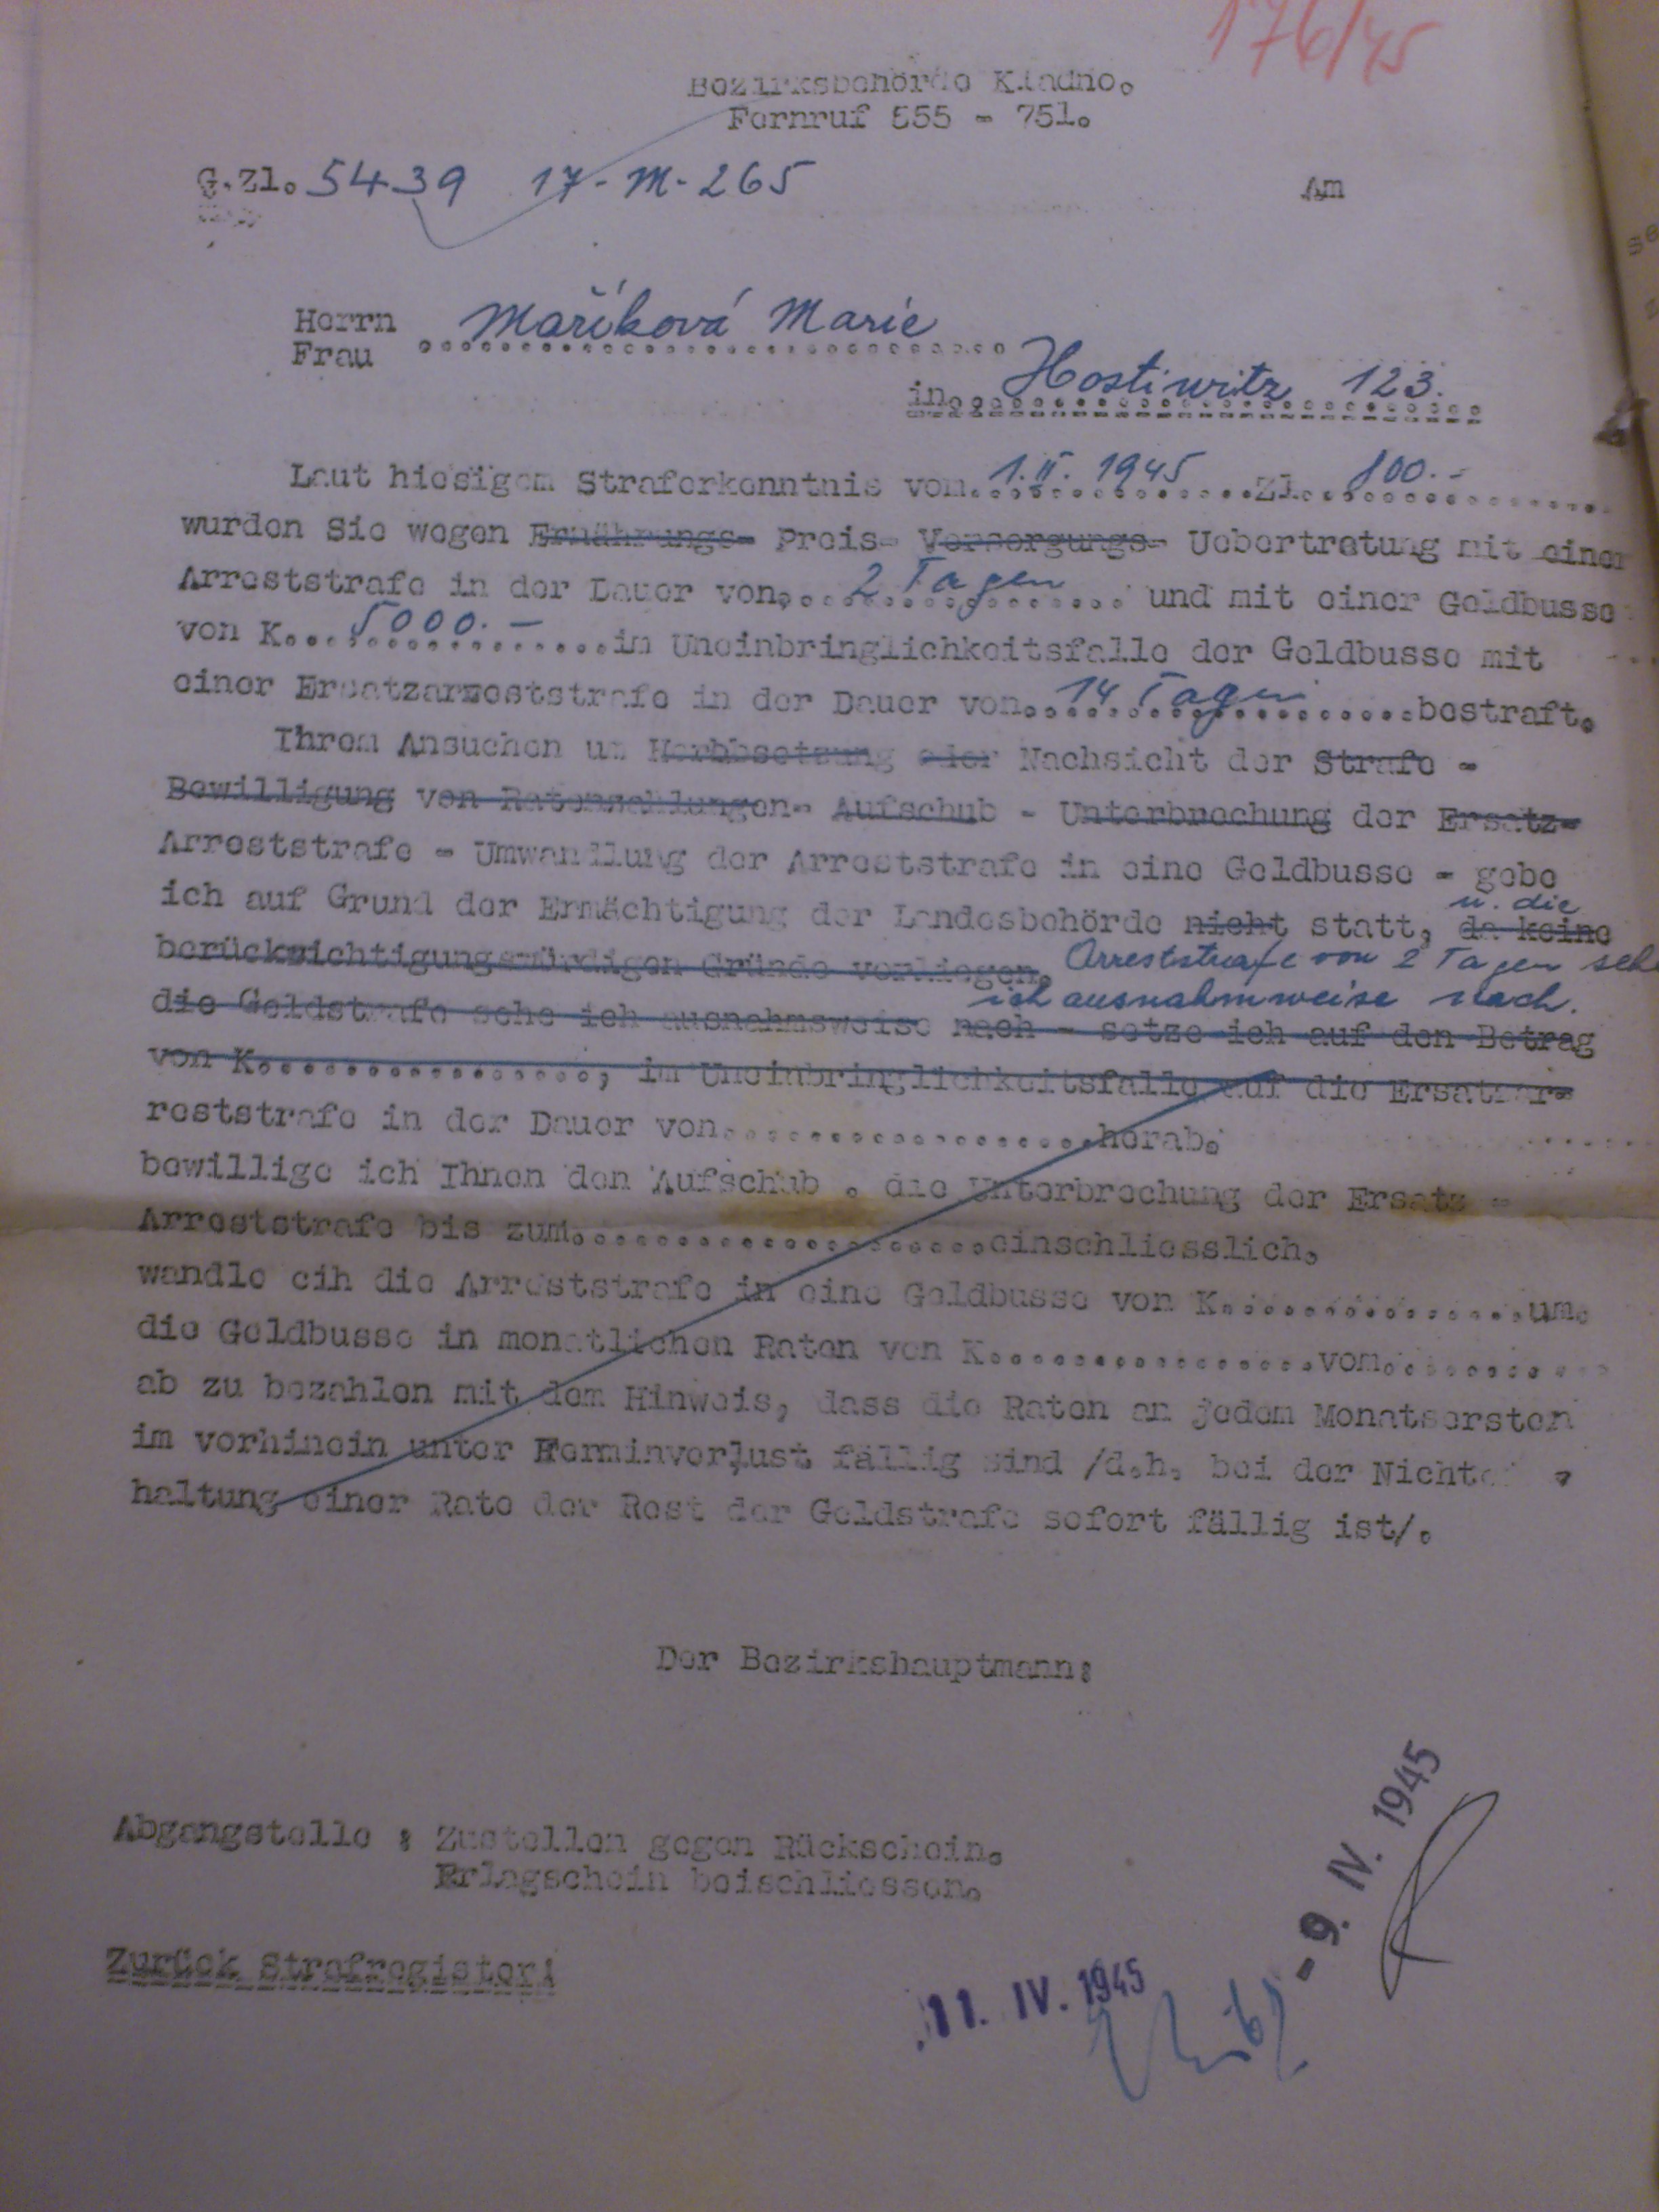 176/45
Bezirksbehörde Kladno.
Fernruf 555 - 751.
G.Zl. 5439 17-M-265 Am
Herrn
Frau Maříková Marie
in Hostiwitz 123.
Laut hiesigem Straferkenntnis vom 1.II.1945 Zl. 800.-
wurden Sie wegen Ernährungs- Preis- Versorgungs- Uebertretung mit einer
Arreststrafe in der Dauer von 2 Tagen und mit einer Geldbusse
von K 5000.- im Uneinbringlichkeitsfalle der Geldbusse mit
einer Ersatzarreststrafe in der Dauer von 14 Tagen bestraft.
Ihrem Ansuchen um Herabsetzung oder Nachsicht der Strafe -
Bewilligung von Ratenzahlungen- Aufschub - Unterbrechung der Ersatz-
Arreststrafe - Umwandlung der Arreststrafe in eine Geldbusse - gebe
ich auf Grund der Ermächtigung der Landesbehörde nicht statt, da keine u. die
berücksichtigungswürdigen Gründe vorliegen. Arreststrafe von 2 Tagen sehe
ich ausnahmweise nach.
die Geldstrafe sehe ich ausnahmsweise nach - setze ich auf den Betrag
von K................., im Uneinbringlichkeitsfalle auf die Ersatzar-
reststrafe in der Dauer von....................herab.
bewillige ich Ihnen den Aufschub . die Unterbrechung der Ersatz -
Arreststrafe bis zum......................einschliesslich.
wandle cih die Arreststrafe in eine Geldbusse von K................um.
die Geldbusse in monatlichen Raten von K.................vom...........
ab zu bezahlen mit dem Hinweis, dass die Raten an jedem Monatsersten
im vorhinein unter Terminverlust fällig sind /d.h. bei der Nichte
haltung einer Rate der Rest der Geldstrafe sofort fällig ist/.
Der Bezirkshauptmann:
Abgangstelle : Zustellen gegen Rückschein.
Erlagschein beischliessen.
Zurück Strafregister!
11. IV. 1945
- 9. IV. 1945